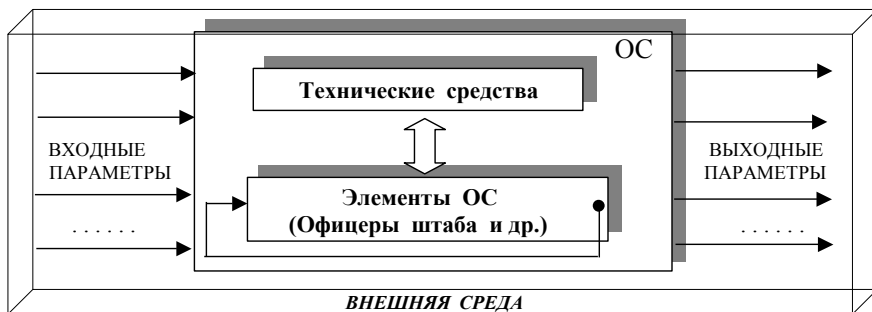 ОС
Технические средства
ВХОДНЫЕ
ПАРАМЕТРЫ
ВЫХОДНЫЕ
ПАРАМЕТРЫ
Элементы ОС
(Офицеры штаба и др.)
. . . . . .
. . . . . .
ВНЕШНЯЯ СРЕДА